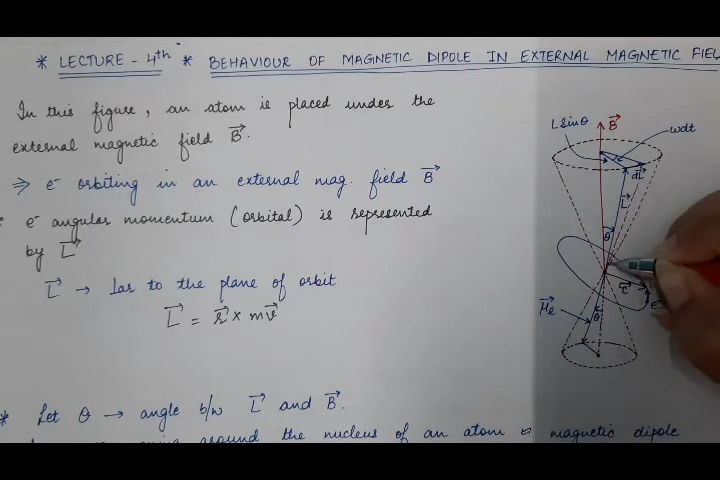 * LECTURE - 4th * BEHAVIOUR OF MAGNETIC DIPOLE IN EXTERNAL MAGNETIC FIEL
In this figure, an atom is placed under the
external magnetic field B⃗.
⇒ e⁻ orbiting in an external mag. field B⃗
* e⁻ angular momentum (orbital) is represented
by L⃗
L⃗ → ⊥ar to the plane of orbit
L⃗ = r⃗ × mv⃗
* Let θ → angle b/w L⃗ and B⃗.
around the nucleus of an atom is magnetic dipole
L sinθ
B⃗
ωdt
dL⃗
L⃗
θ
r⃗
e⁻
M⃗e
θ